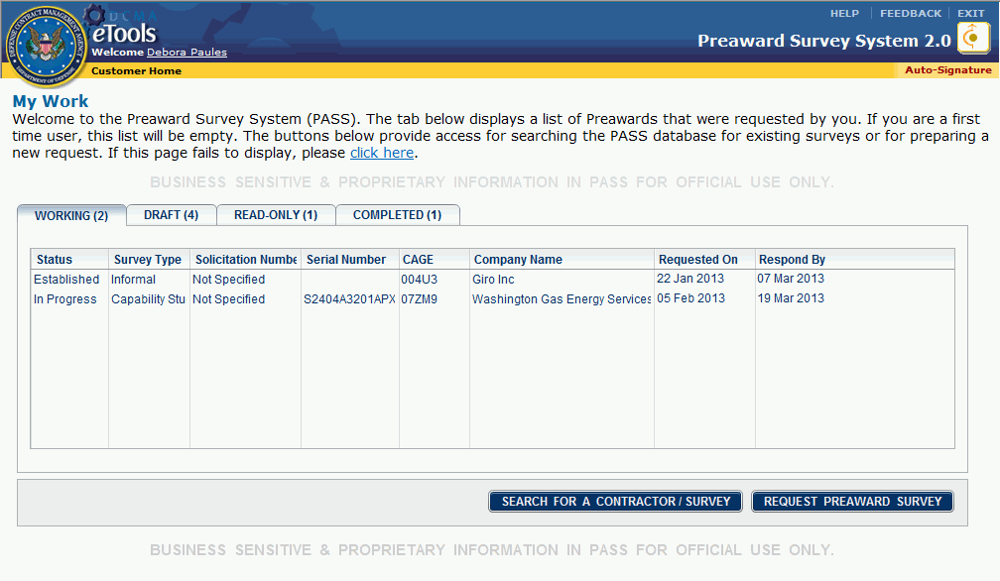 HELP FEEDBACK EXIT
DCMA
eTools
Preaward Survey System 2.0
Welcome Debora Paules
Customer Home
Auto-Signature
DEFENSE CONTRACT MANAGEMENT AGENCY
DEPARTMENT OF DEFENSE
My Work
Welcome to the Preaward Survey System (PASS). The tab below displays a list of Preawards that were requested by you. If you are a first
time user, this list will be empty. The buttons below provide access for searching the PASS database for existing surveys or for preparing a
new request. If this page fails to display, please click here.
BUSINESS SENSITIVE & PROPRIETARY INFORMATION IN PASS FOR OFFICIAL USE ONLY.
WORKING (2) DRAFT (4) READ-ONLY (1) COMPLETED (1)
Status Survey Type Solicitation Numbe Serial Number CAGE Company Name Requested On Respond By
Established Informal Not Specified 004U3 Giro Inc 22 Jan 2013 07 Mar 2013
In Progress Capability Stu Not Specified S2404A3201APX 07ZM9 Washington Gas Energy Services 05 Feb 2013 19 Mar 2013
SEARCH FOR A CONTRACTOR / SURVEY REQUEST PREAWARD SURVEY
BUSINESS SENSITIVE & PROPRIETARY INFORMATION IN PASS FOR OFFICIAL USE ONLY.